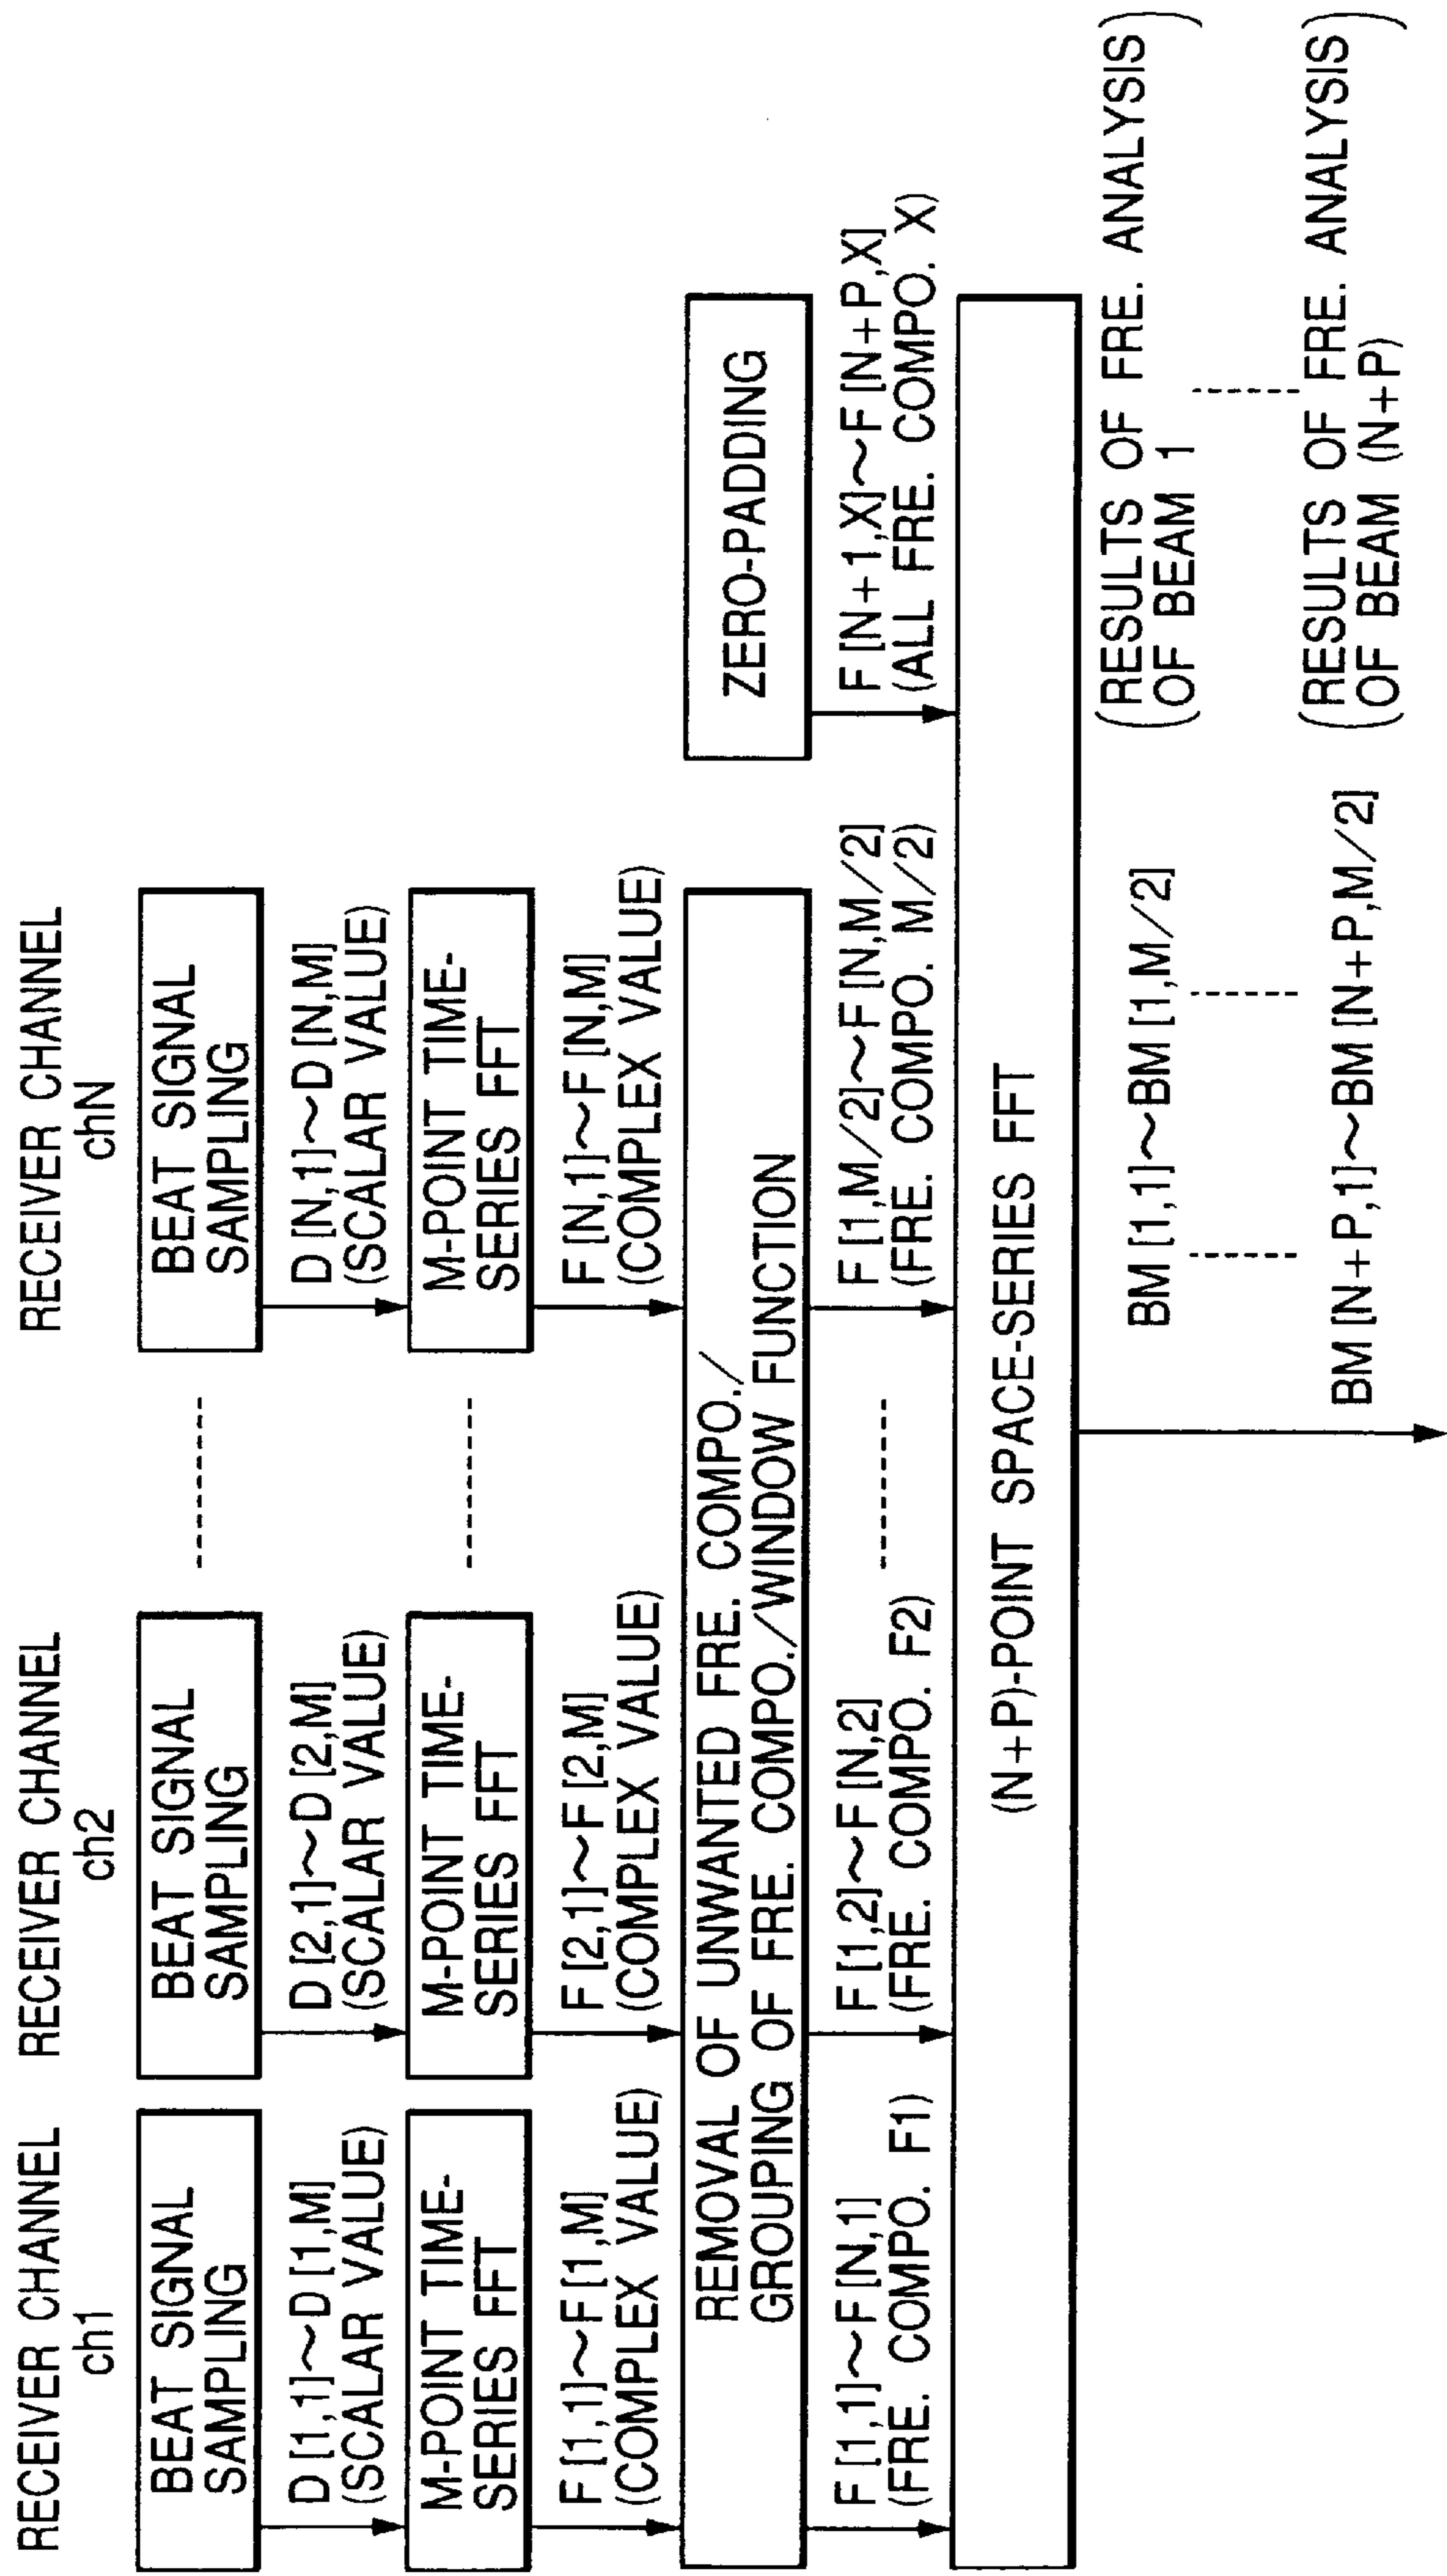 RECEIVER CHANNEL
ch1
RECEIVER CHANNEL
ch2
RECEIVER CHANNEL
chN
BEAT SIGNAL
SAMPLING
BEAT SIGNAL
SAMPLING
BEAT SIGNAL
SAMPLING
D [1,1]~D [1,M]
(SCALAR VALUE)
D [2,1]~D [2,M]
(SCALAR VALUE)
D [N,1]~D [N,M]
(SCALAR VALUE)
M-POINT TIME-
SERIES FFT
M-POINT TIME-
SERIES FFT
M-POINT TIME-
SERIES FFT
F [1,1]~F [1,M]
(COMPLEX VALUE)
F [2,1]~F [2,M]
(COMPLEX VALUE)
F [N,1]~F [N,M]
(COMPLEX VALUE)
REMOVAL OF UNWANTED FRE. COMPO./
GROUPING OF FRE. COMPO./WINDOW FUNCTION
ZERO-PADDING
F [1,1]~F [N,1]
(FRE. COMPO. F1)
F [1,2]~F [N,2]
(FRE. COMPO. F2)
F [1,M/2]~F [N,M/2]
(FRE. COMPO. M/2)
F [N+1,X]~F [N+P,X]
(ALL FRE. COMPO. X)
(N+P)-POINT SPACE-SERIES FFT
BM [1,1]~BM [1,M/2]
(RESULTS OF FRE. ANALYSIS
OF BEAM 1)
BM [N+P,1]~BM [N+P,M/2]
(RESULTS OF FRE. ANALYSIS
OF BEAM (N+P))